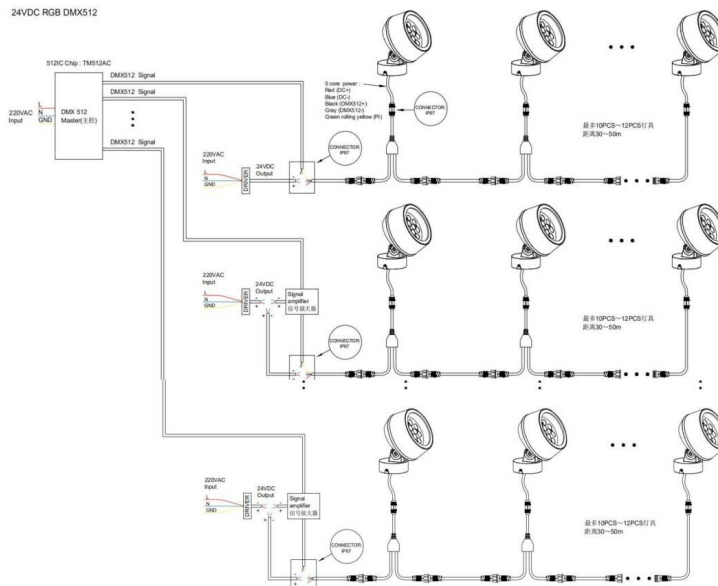 24VDC RGB DMX512
512IC Chip : TM512AC
DMX512 Signal
DMX512 Signal
DMX512 Signal
220VAC
Input
L
N
GND
DMX 512
Master(主控)
5 core power :
Red (DC+)
Blue (DC-)
Black (DMX512+)
Gray (DMX512-)
Green rolling yellow (PI)
CONNECTOR
IP67
CONNECTOR
IP67
最多10PCS～12PCS灯具
距离30～50m
220VAC
Input
L
N
GND
DRIVER
24VDC
Output
220VAC
Input
L
N
GND
DRIVER
24VDC
Output
Signal
amplifier
信号放大器
CONNECTOR
IP67
最多10PCS～12PCS灯具
距离30～50m
220VAC
Input
L
N
GND
DRIVER
24VDC
Output
Signal
amplifier
信号放大器
CONNECTOR
IP67
最多10PCS～12PCS灯具
距离30～50m